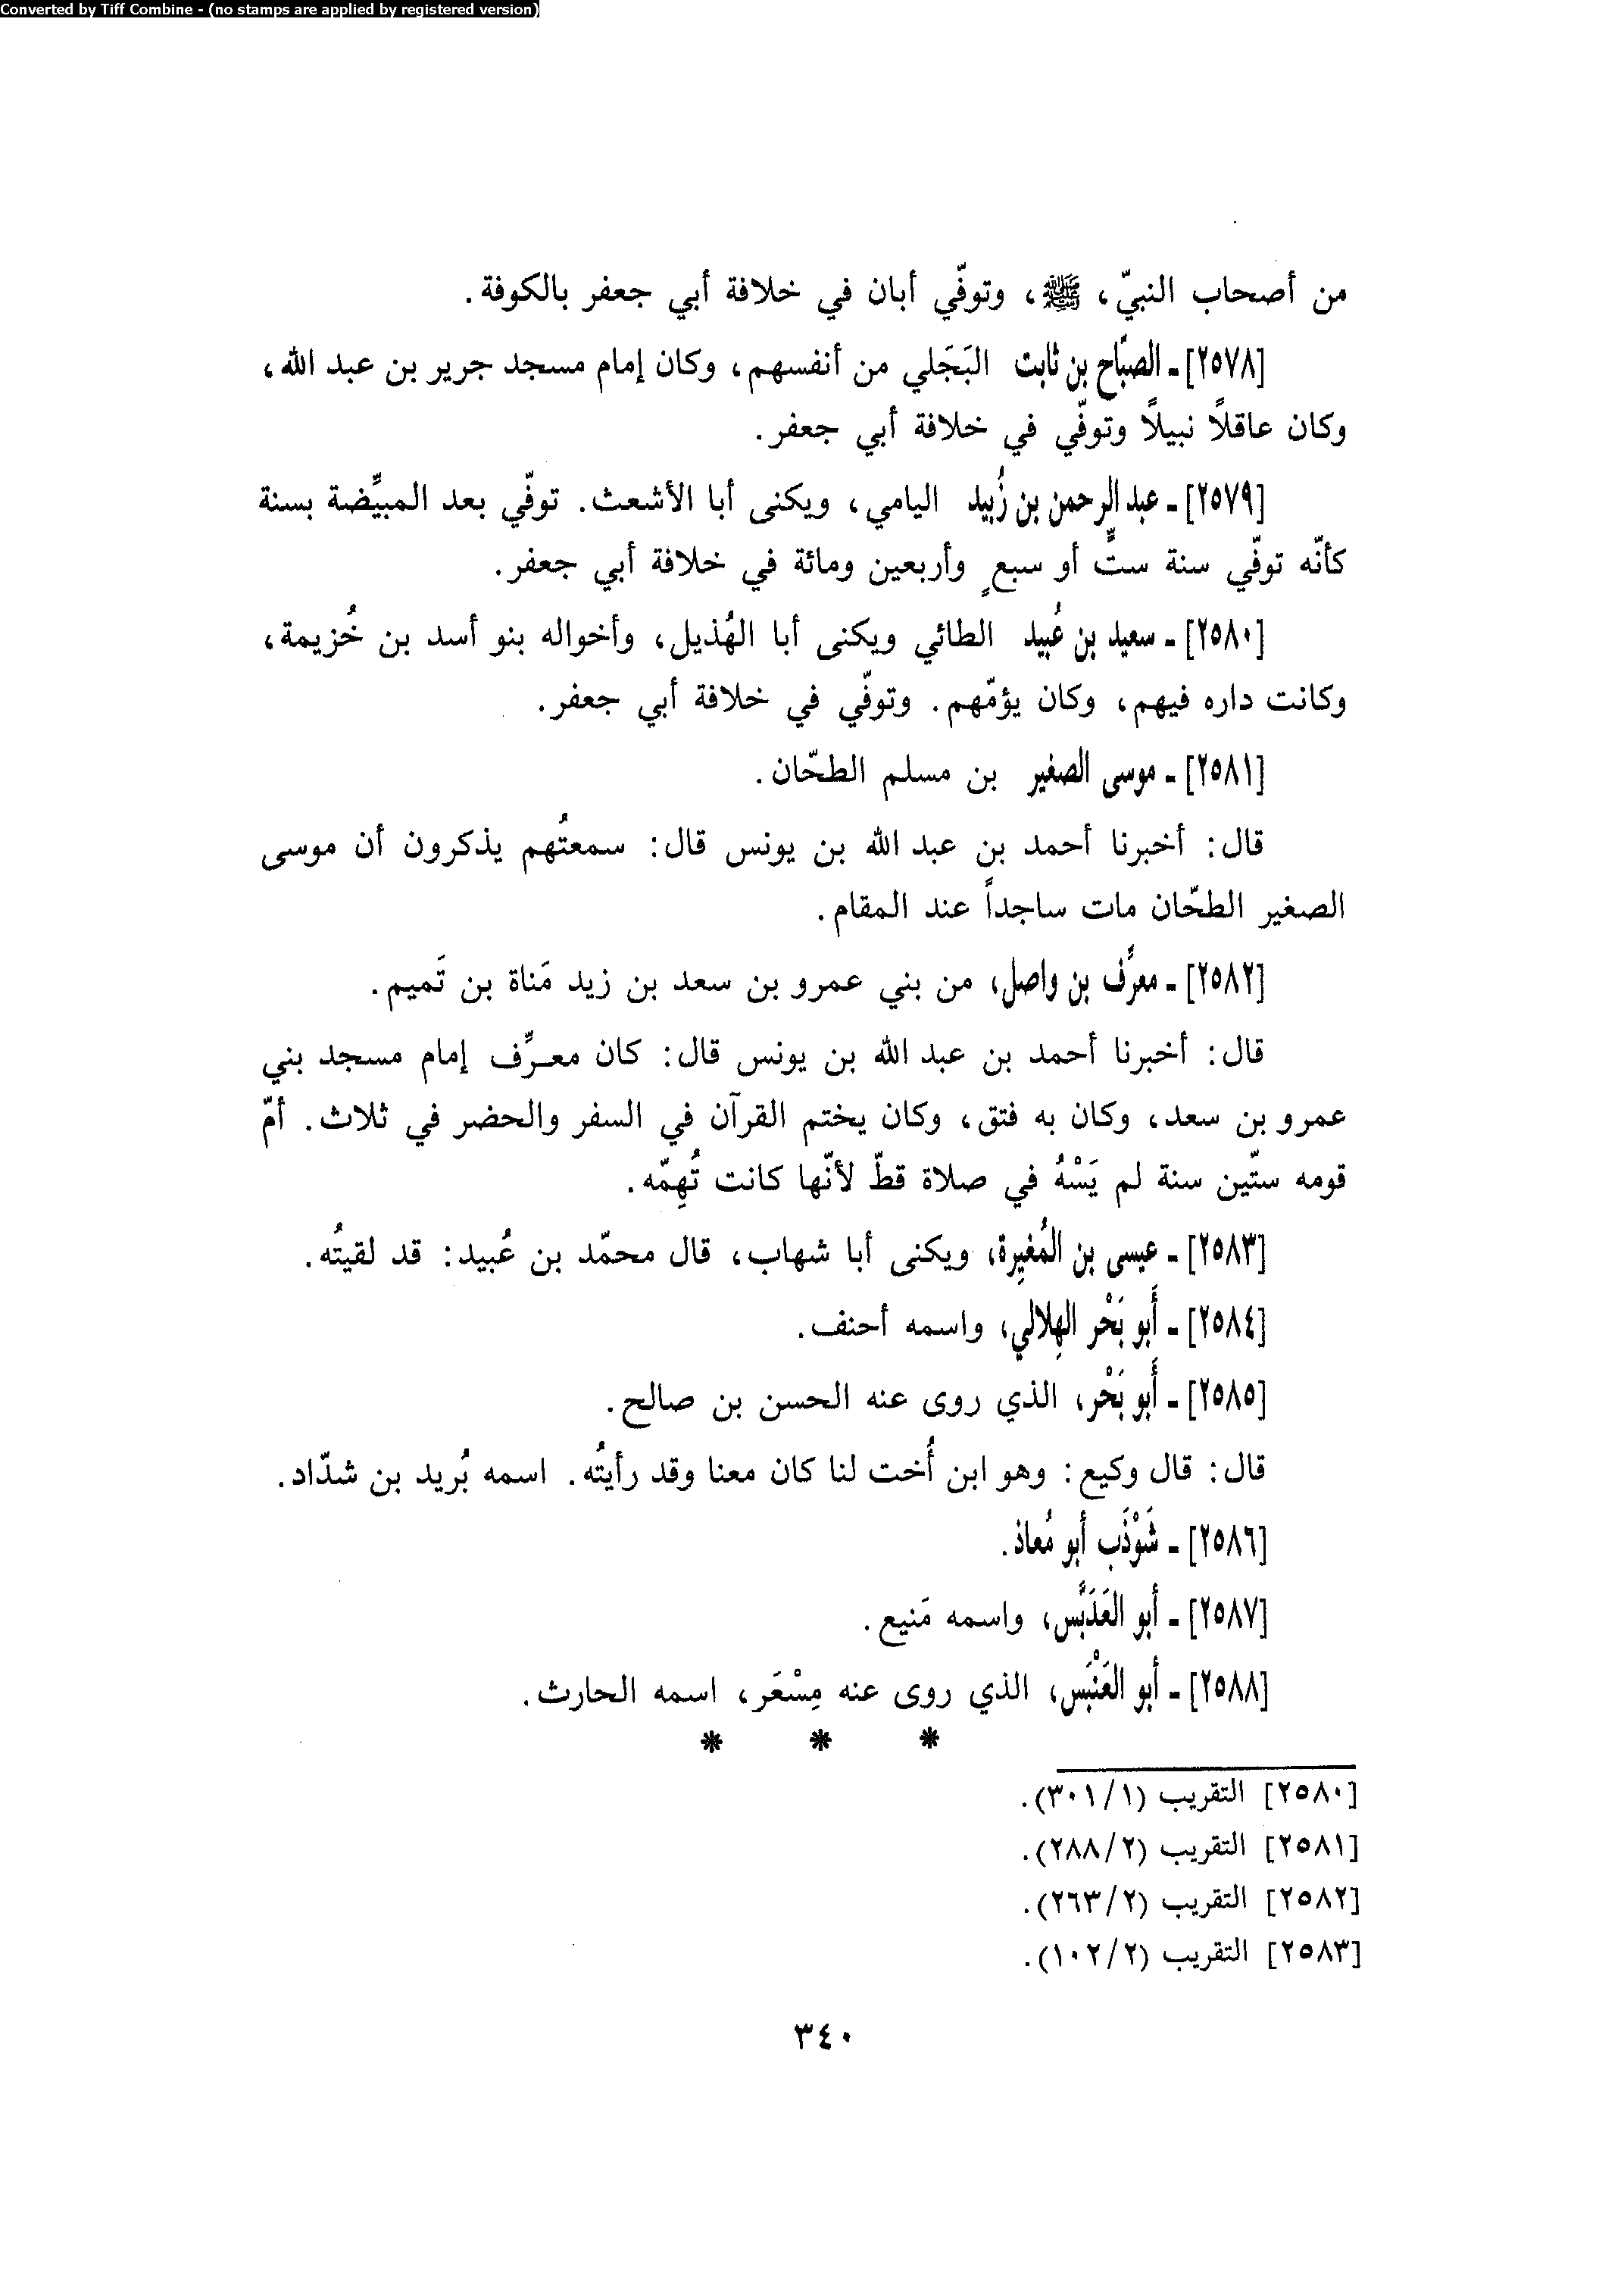 Converted by Tiff Combine - (no stamps are applied by registered version)
من أصحاب النبيّ، ﷺ، وتوفّي أبان في خلافة أبي جعفر بالكوفة.
[٢٥٧٨] - الصبّاح بن ثابت البَجَلي من أنفسهم، وكان إمام مسجد جرير بن عبد الله،
وكان عاقلاً نبيلاً وتوفّي في خلافة أبي جعفر.
[٢٥٧٩] - عبد الرحمن بن زُبيد اليامي، ويكنى أبا الأشعث. توفّي بعد المبيِّضة بسنة
كأنّه توفّي سنة ستٍّ أو سبعٍ وأربعين ومائة في خلافة أبي جعفر.
[٢٥٨٠] - سعيد بن عُبيد الطائي ويكنى أبا الهُذيل، وأخواله بنو أسد بن خُزيمة،
وكانت داره فيهم، وكان يؤمّهم. وتوفّي في خلافة أبي جعفر.
[٢٥٨١] - موسى الصغير بن مسلم الطحّان.
قال: أخبرنا أحمد بن عبد الله بن يونس قال: سمعتُهم يذكرون أن موسى
الصغير الطحّان مات ساجداً عند المقام.
[٢٥٨٢] - معرِّف بن واصل، من بني عمرو بن سعد بن زيد مَناة بن تَميم.
قال: أخبرنا أحمد بن عبد الله بن يونس قال: كان معرِّف إمام مسجد بني
عمرو بن سعد، وكان به فتق، وكان يختم القرآن في السفر والحضر في ثلاث. أمّ
قومه ستّين سنة لم يَسْهُ في صلاة قطّ لأنّها كانت تُهِمّه.
[٢٥٨٣] - عيسى بن المُغيِرة، ويكنى أبا شهاب، قال محمّد بن عُبيد: قد لقيتُه.
[٢٥٨٤] - أَبو بَحْر الهِلالي، واسمه أحنف.
[٢٥٨٥] - أَبو بَحْر، الذي روى عنه الحسن بن صالح.
قال: قال وكيع: وهو ابن أُخت لنا كان معنا وقد رأيتُه. اسمه بُريد بن شدّاد.
[٢٥٨٦] - شَوْذَب أبو مُعاذ.
[٢٥٨٧] - أبو العَدَبَّس، واسمه مَنيع.
[٢٥٨٨] - أبو العَنْبَس، الذي روى عنه مِسْعَر، اسمه الحارث.
* * *
[٢٥٨٠] التقريب (٣٠١/١).
[٢٥٨١] التقريب (٢٨٨/٢).
[٢٥٨٢] التقريب (٢٦٣/٢).
[٢٥٨٣] التقريب (١٠٢/٢).
٣٤٠